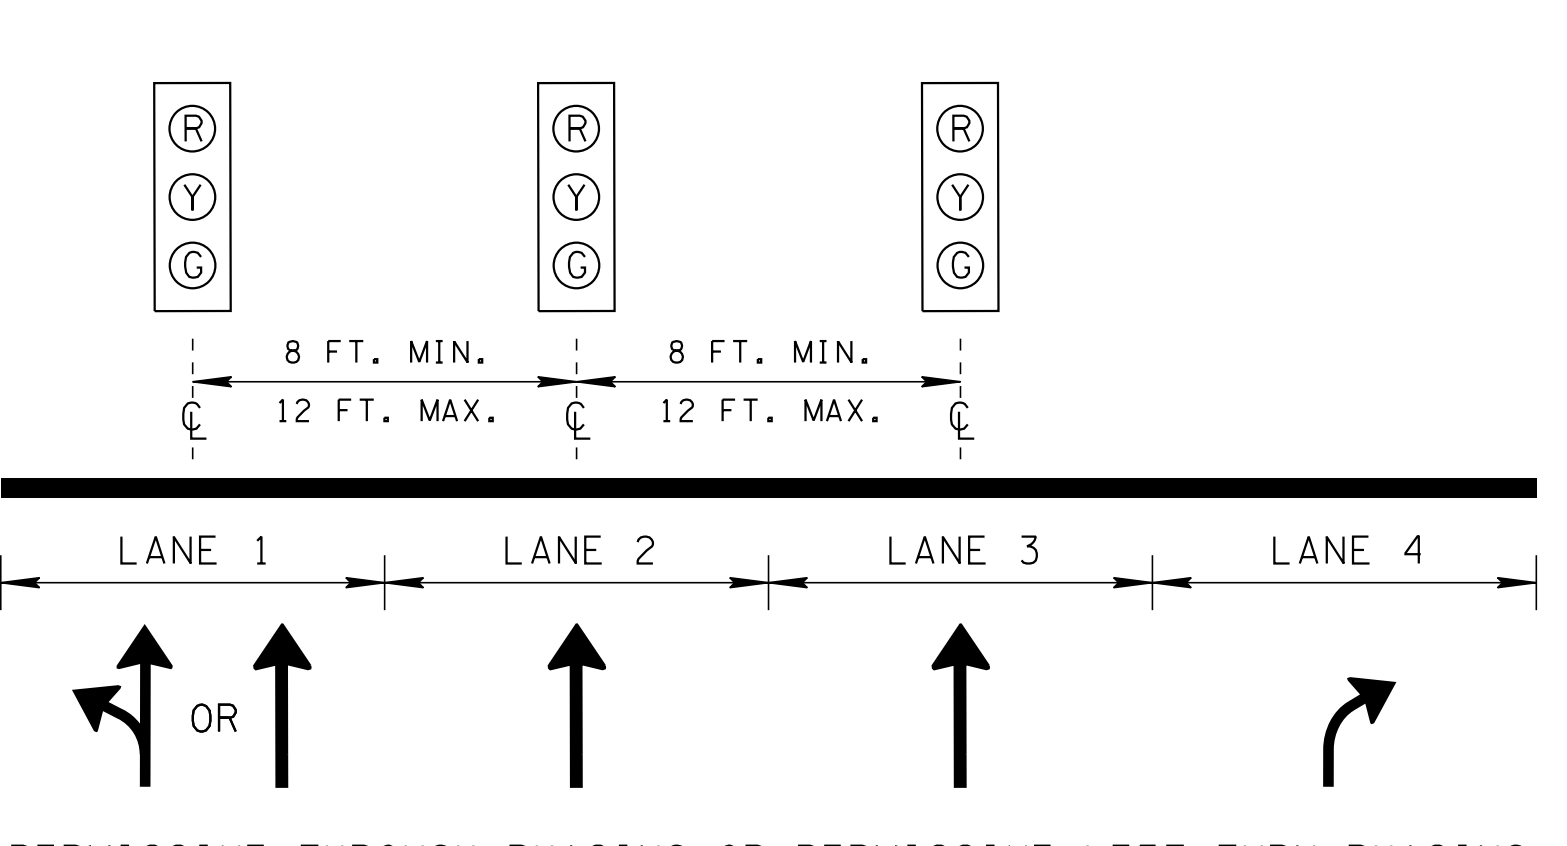 R R R
Y Y Y
G G G
8 FT. MIN. 8 FT. MIN.
12 FT. MAX. 12 FT. MAX.
℄ ℄ ℄
LANE 1 LANE 2 LANE 3 LANE 4
OR